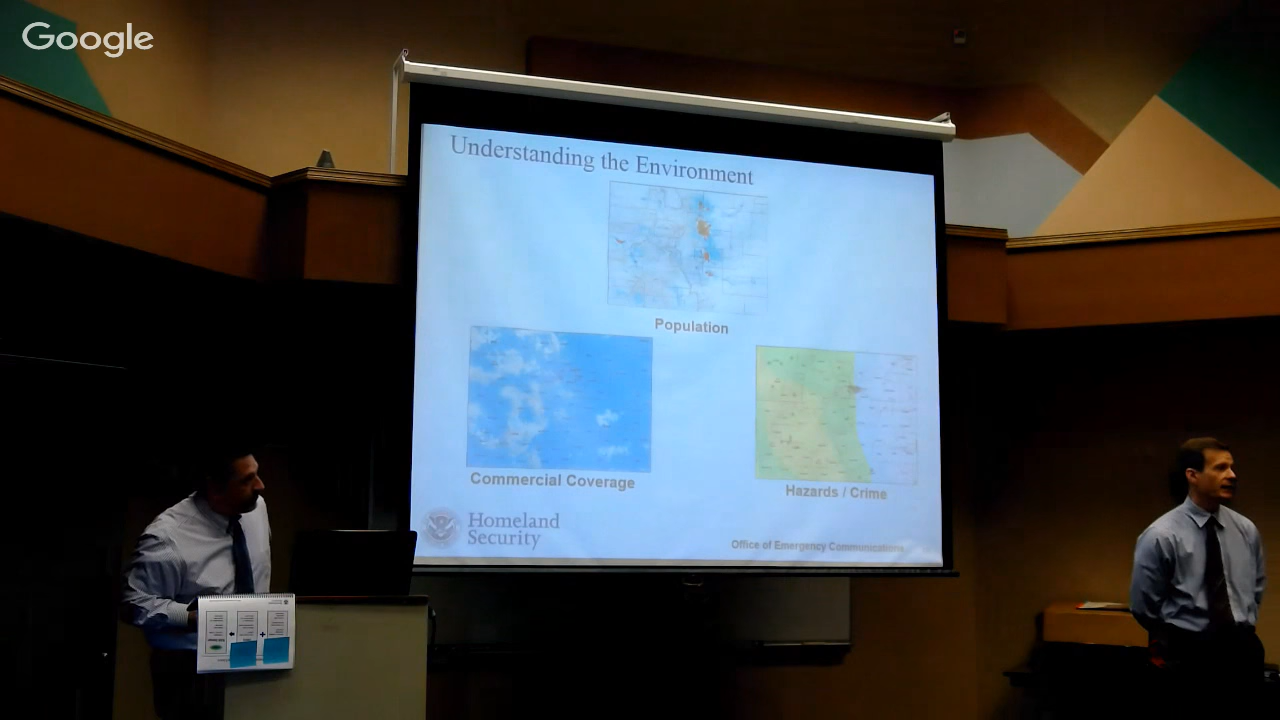 Google
Understanding the Environment
Population
Commercial Coverage
Hazards / Crime
Homeland
Security
Office of Emergency Communications